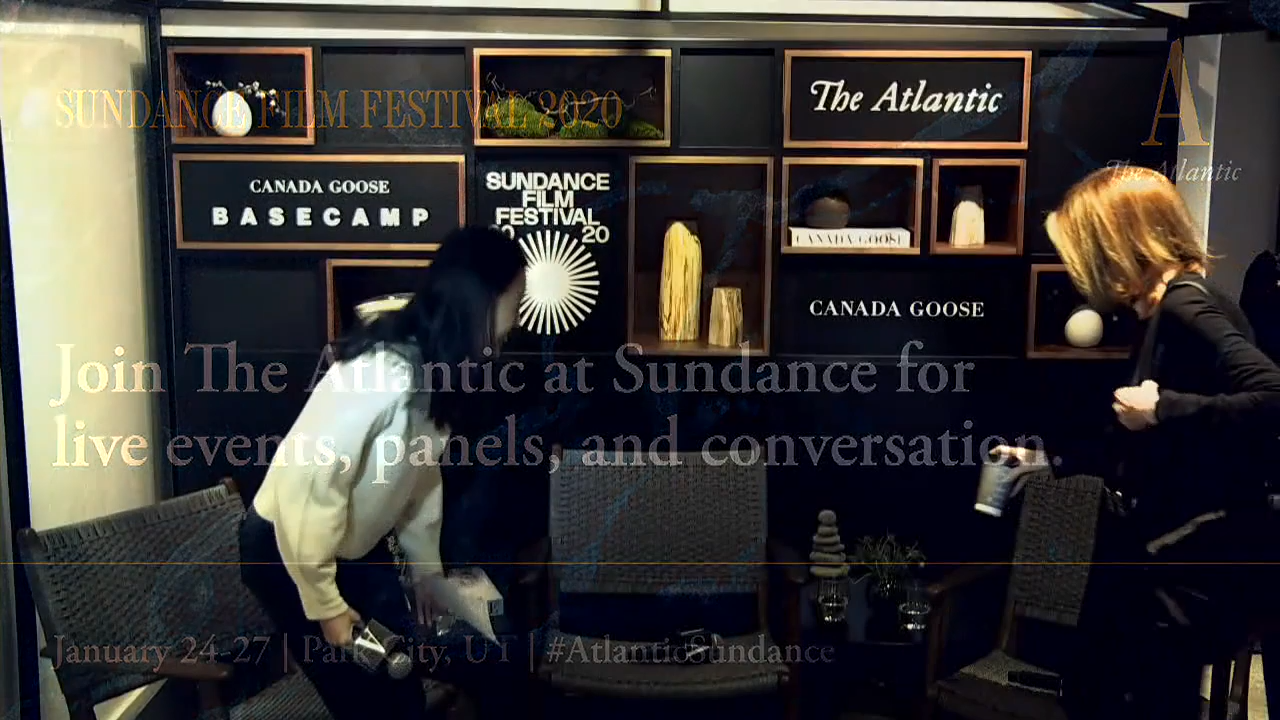 SUNDANCE FILM FESTIVAL 2020
The Atlantic
A
The Atlantic
CANADA GOOSE
BASECAMP
SUNDANCE
FILM
FESTIVAL
20 20
CANADA GOOSE
CANADA GOOSE
Join The Atlantic at Sundance for
live events, panels, and conversation.
January 24-27 | Park City, UT | #AtlanticSundance